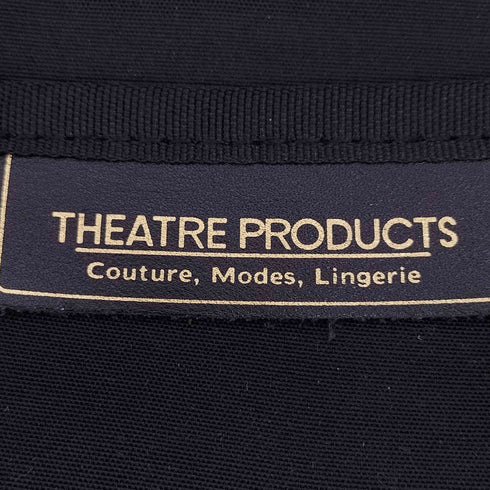 THEATRE PRODUCTS
Couture, Modes, Lingerie